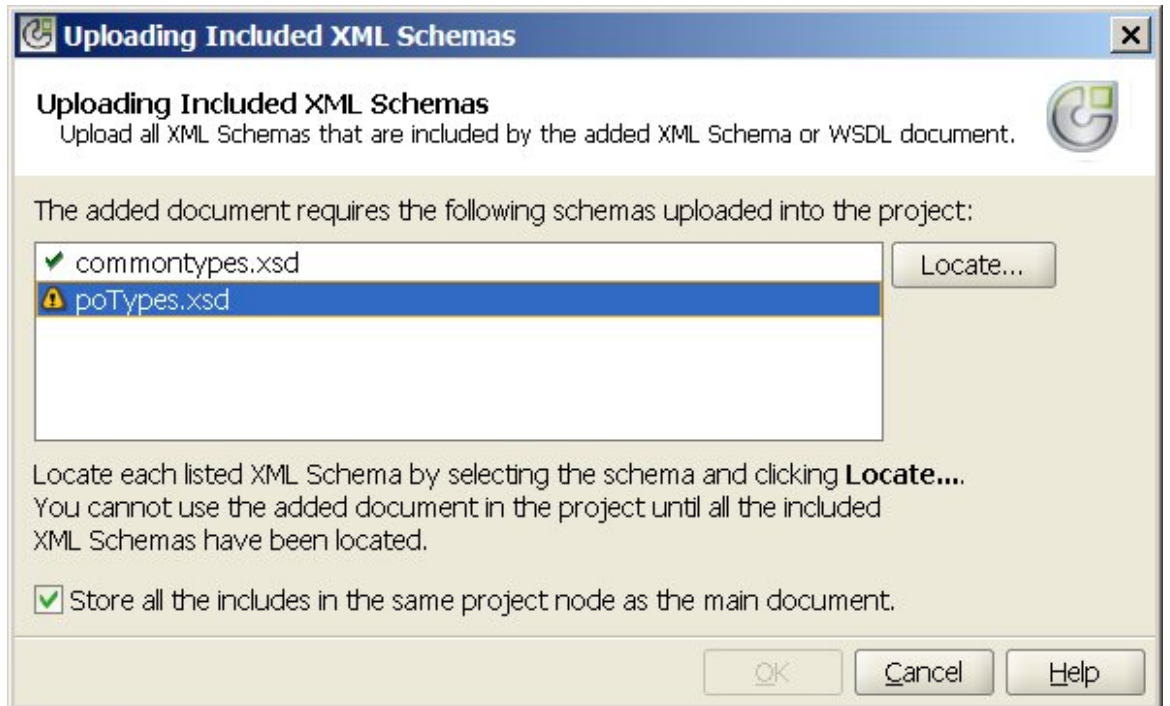 Uploading Included XML Schemas
Uploading Included XML Schemas
Upload all XML Schemas that are included by the added XML Schema or WSDL document.
The added document requires the following schemas uploaded into the project:
commontypes.xsd
Locate...
poTypes.xsd
Locate each listed XML Schema by selecting the schema and clicking Locate....
You cannot use the added document in the project until all the included
XML Schemas have been located.
Store all the includes in the same project node as the main document.
OK Cancel Help